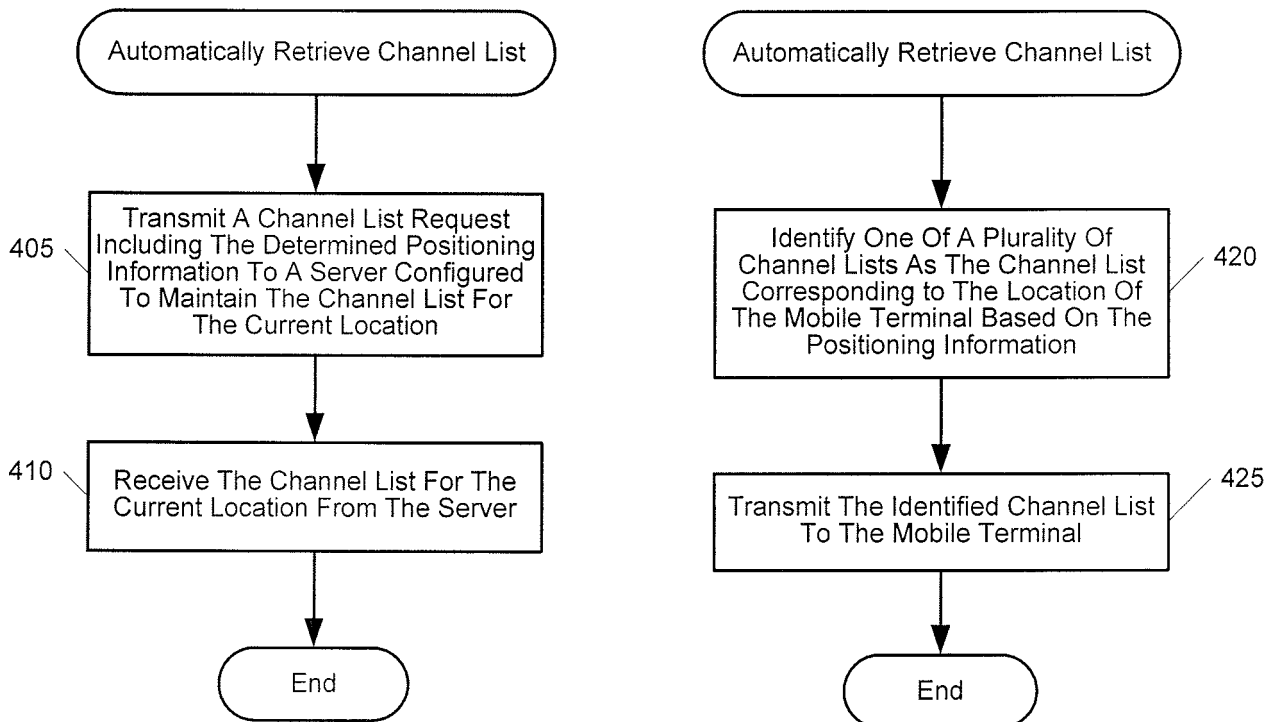 Automatically Retrieve Channel List
405
Transmit A Channel List Request
Including The Determined Positioning
Information To A Server Configured
To Maintain The Channel List For
The Current Location
410
Receive The Channel List For The
Current Location From The Server
End
Automatically Retrieve Channel List
Identify One Of A Plurality Of
Channel Lists As The Channel List
Corresponding to The Location Of
The Mobile Terminal Based On The
Positioning Information
420
Transmit The Identified Channel List
To The Mobile Terminal
425
End